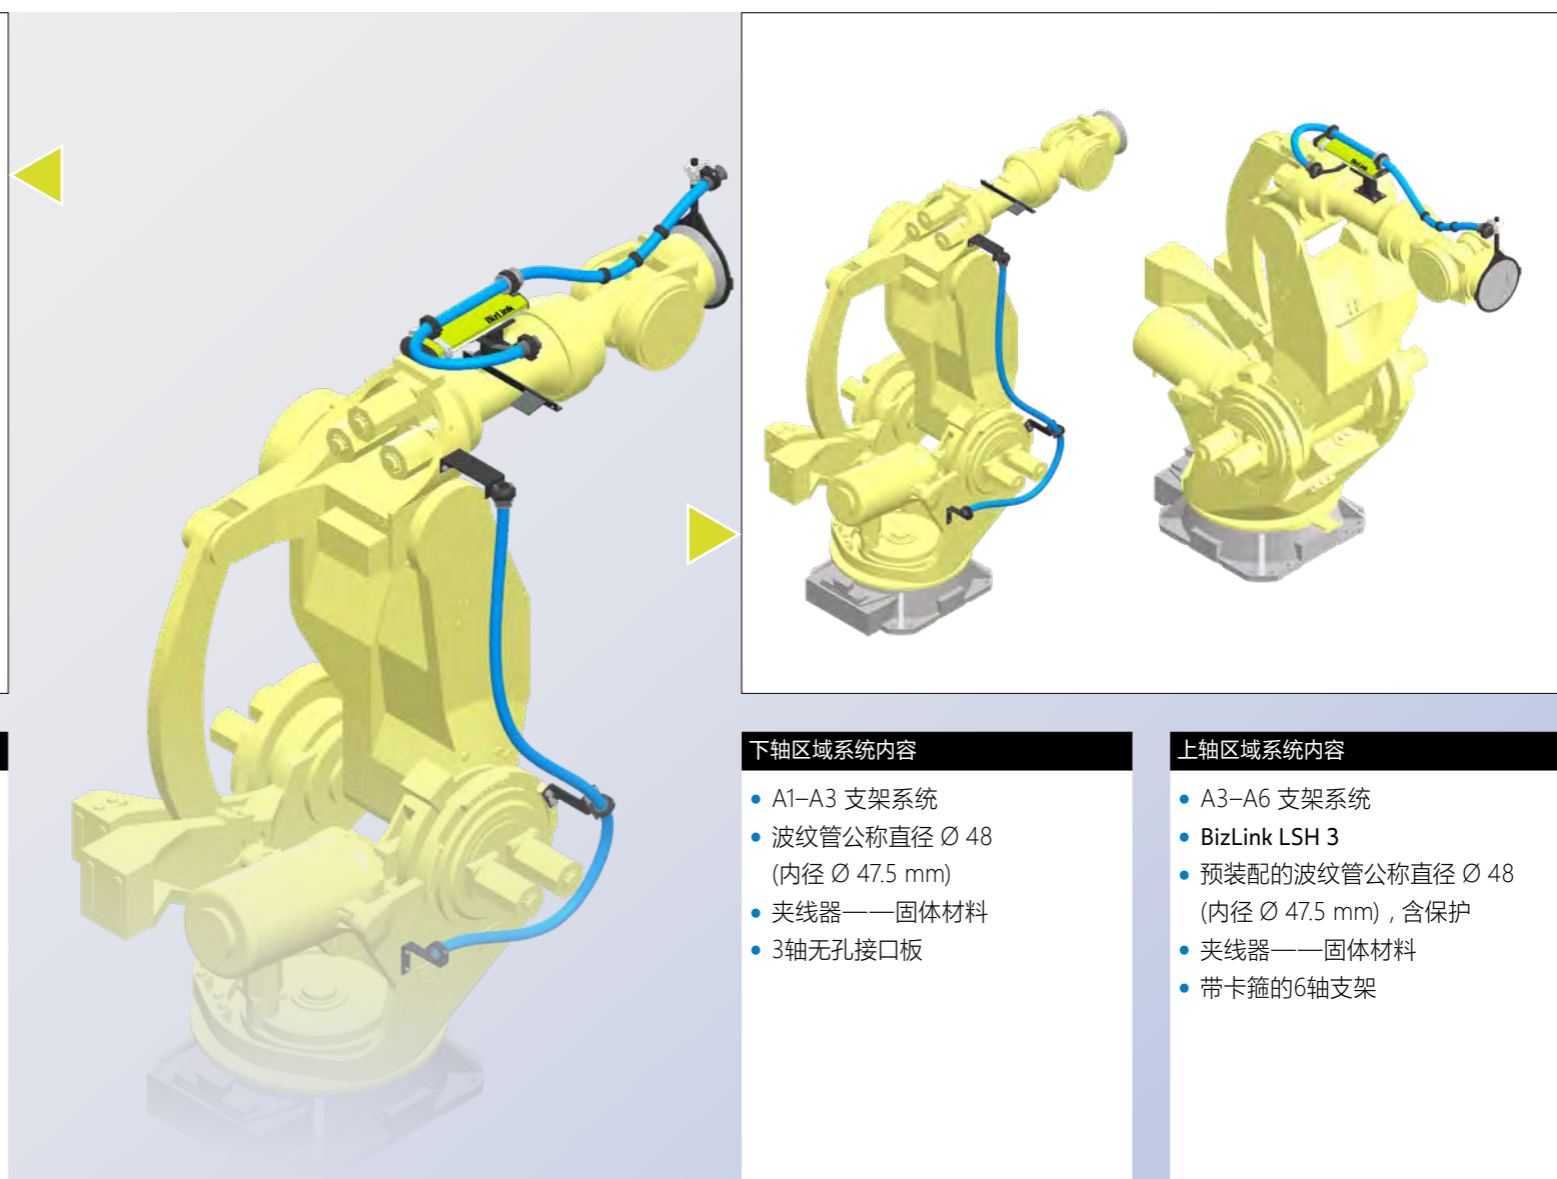 BizLink
BizLink
下轴区域系统内容
A1–A3 支架系统
波纹管公称直径 Ø 48
(内径 Ø 47.5 mm)
夹线器——固体材料
3轴无孔接口板
上轴区域系统内容
A3–A6 支架系统
BizLink LSH 3
预装配的波纹管公称直径 Ø 48
(内径 Ø 47.5 mm) , 含保护
夹线器——固体材料
带卡箍的6轴支架